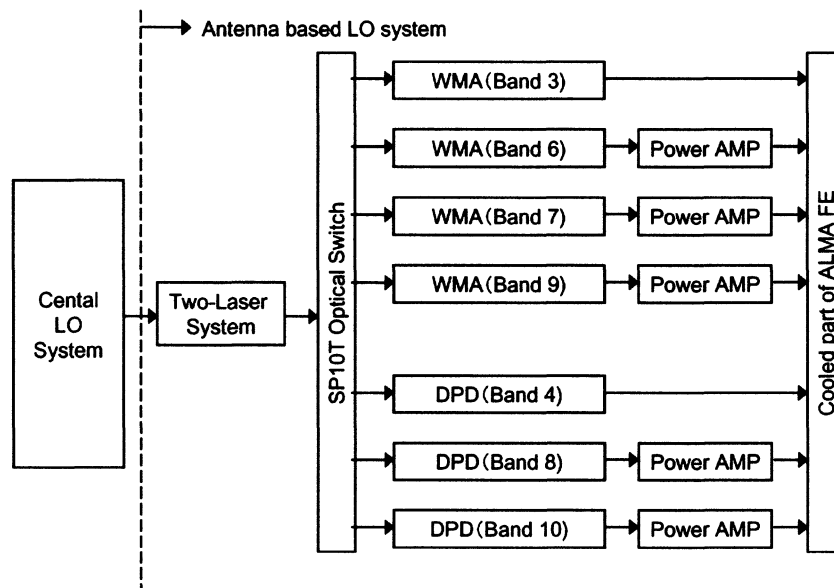 Antenna based LO system
Cental
LO
System
Two-Laser
System
SP10T Optical Switch
WMA(Band 3)
WMA(Band 6)
Power AMP
WMA(Band 7)
Power AMP
WMA(Band 9)
Power AMP
DPD(Band 4)
DPD(Band 8)
Power AMP
DPD(Band 10)
Power AMP
Cooled part of ALMA FE